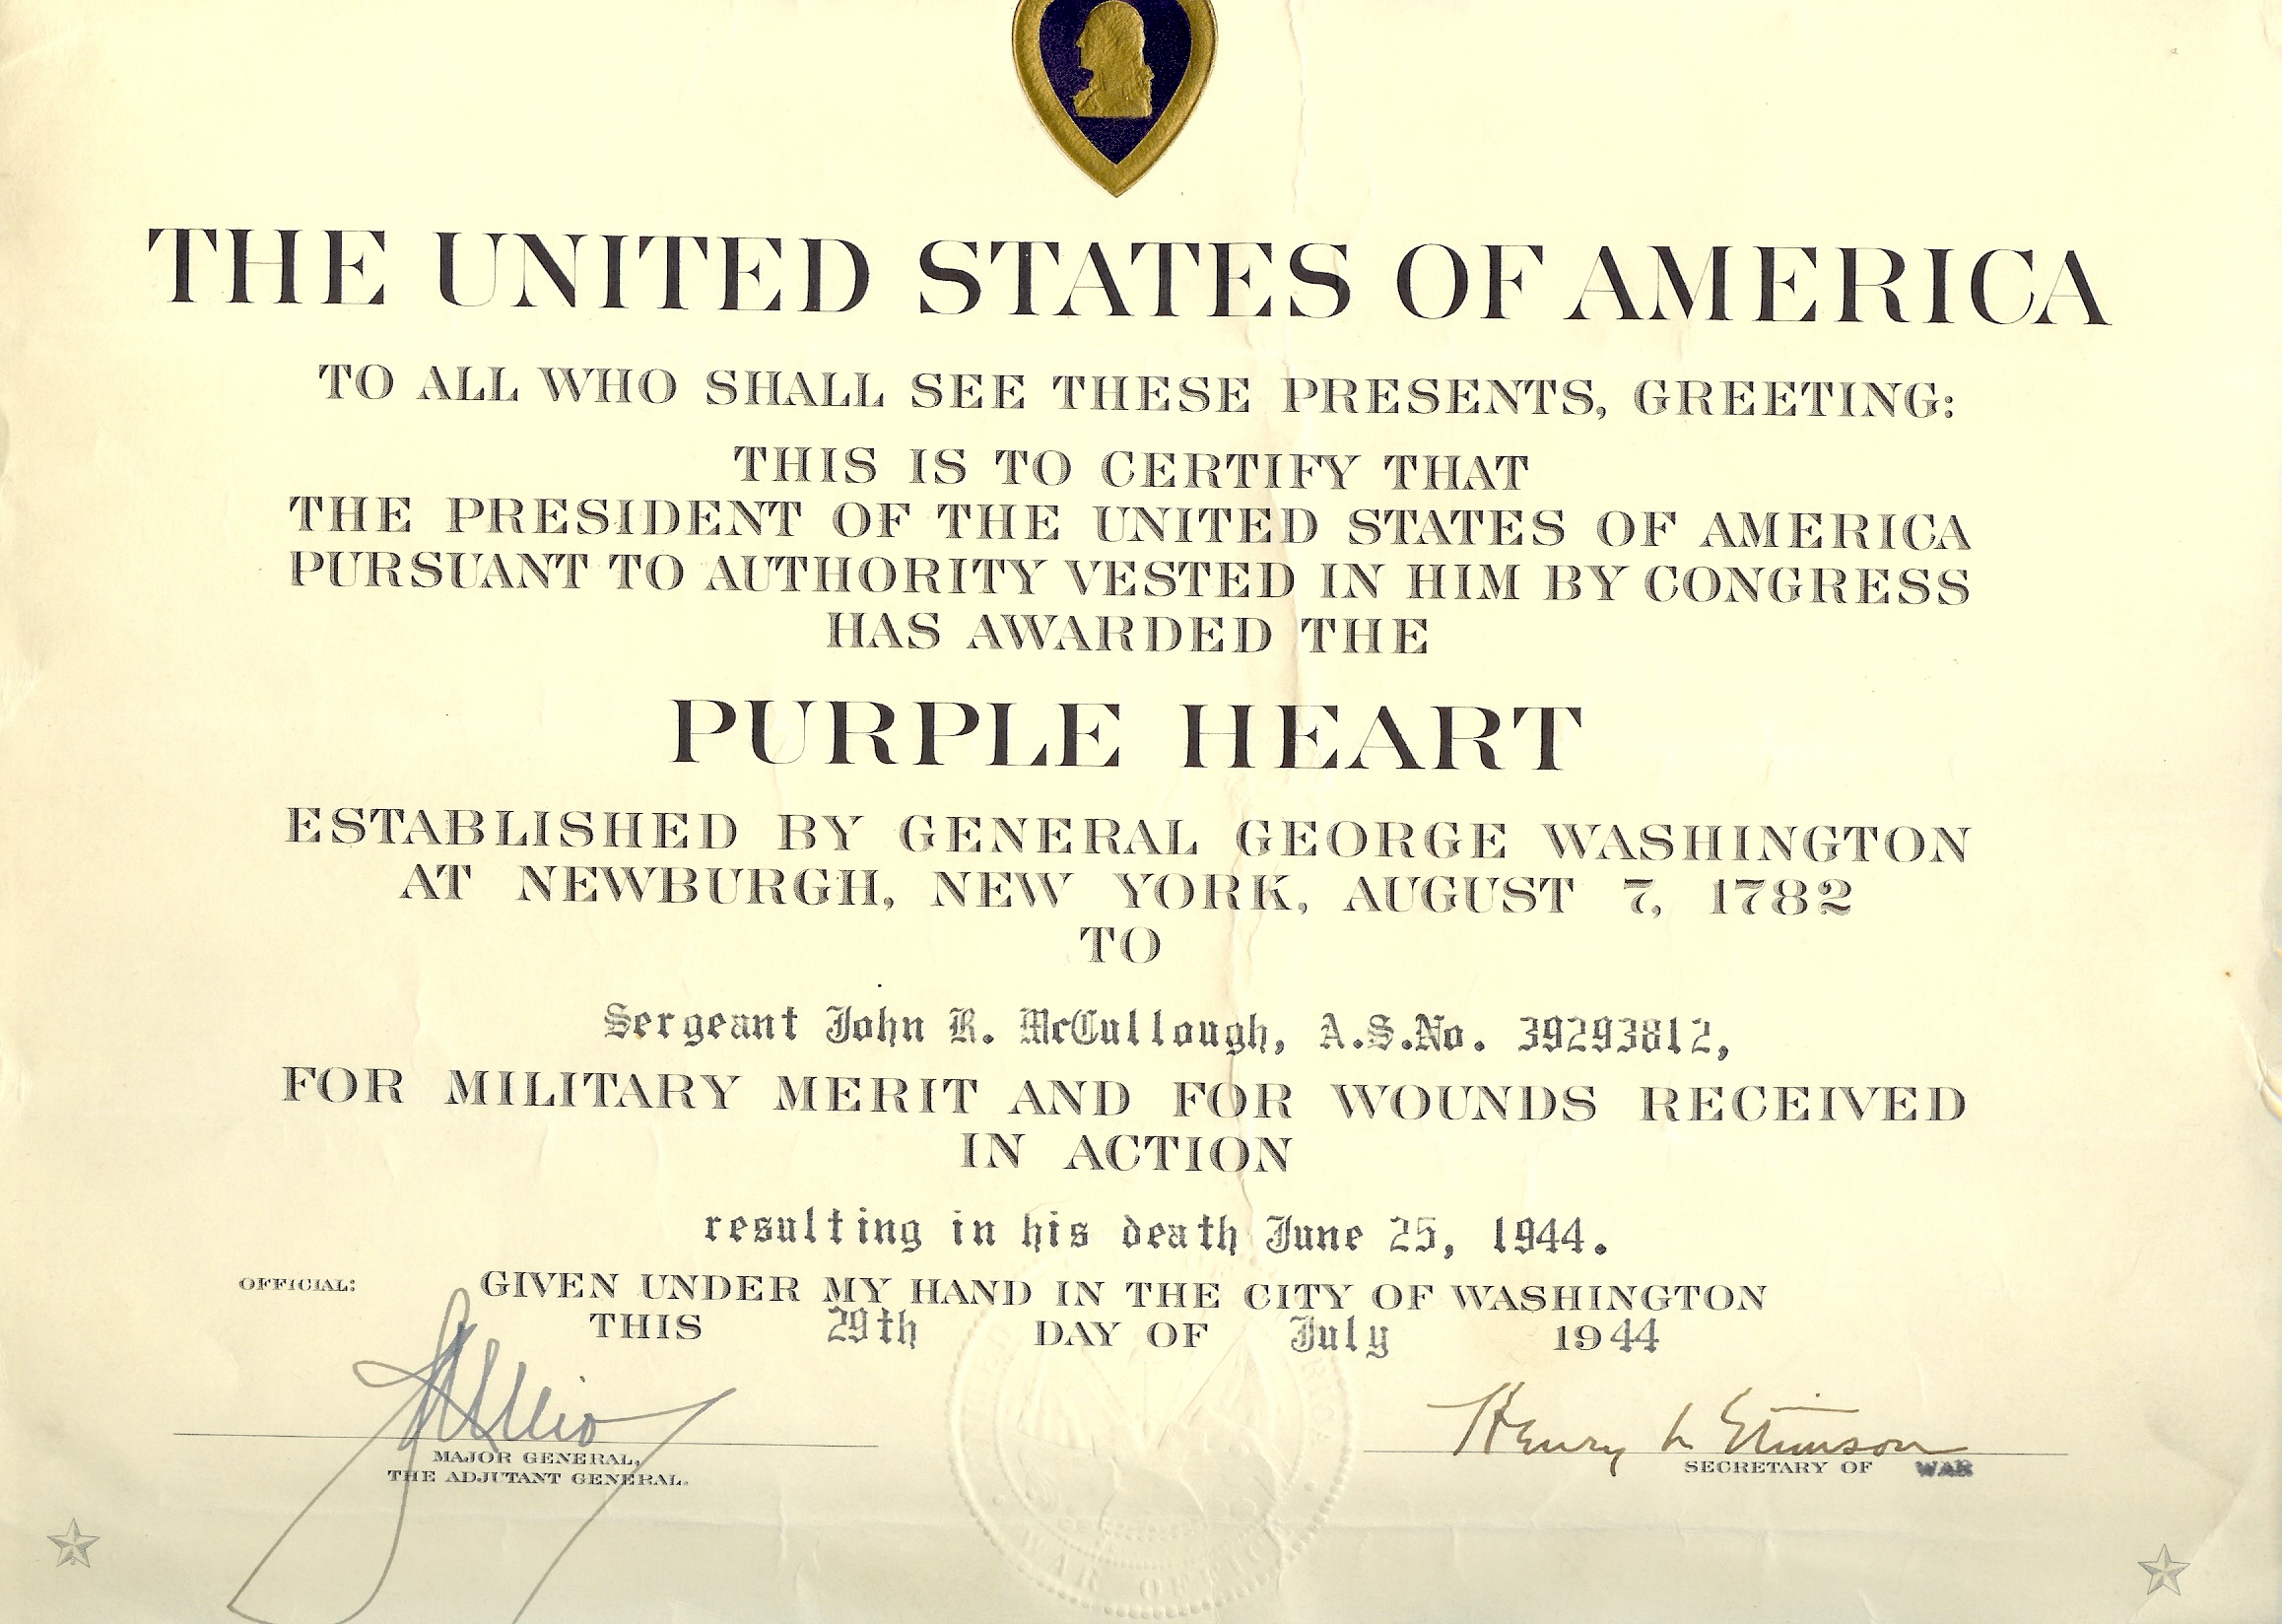 THE UNITED STATES OF AMERICA
TO ALL WHO SHALL SEE THESE PRESENTS, GREETING:
THIS IS TO CERTIFY THAT
THE PRESIDENT OF THE UNITED STATES OF AMERICA
PURSUANT TO AUTHORITY VESTED IN HIM BY CONGRESS
HAS AWARDED THE
PURPLE HEART
ESTABLISHED BY GENERAL GEORGE WASHINGTON
AT NEWBURGH, NEW YORK, AUGUST 7, 1782
TO
Sergeant John R. McCullough, A.S.No. 39293812,
FOR MILITARY MERIT AND FOR WOUNDS RECEIVED
IN ACTION
resulting in his death June 25, 1944.
OFFICIAL: GIVEN UNDER MY HAND IN THE CITY OF WASHINGTON
THIS 29th DAY OF July 1944
Henry L Stimson
MAJOR GENERAL,
THE ADJUTANT GENERAL.
SECRETARY OF WAR
WAR OFFICE